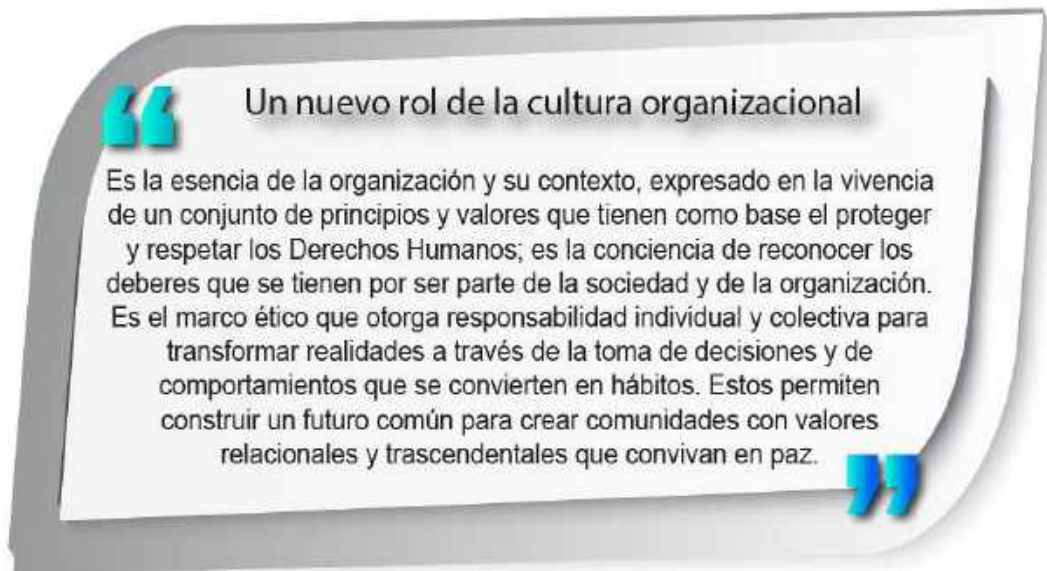 Un nuevo rol de la cultura organizacional
Es la esencia de la organización y su contexto, expresado en la vivencia
de un conjunto de principios y valores que tienen como base el proteger
y respetar los Derechos Humanos; es la conciencia de reconocer los
deberes que se tienen por ser parte de la sociedad y de la organización.
Es el marco ético que otorga responsabilidad individual y colectiva para
transformar realidades a través de la toma de decisiones y de
comportamientos que se convierten en hábitos. Estos permiten
construir un futuro común para crear comunidades con valores
relacionales y trascendentales que convivan en paz.